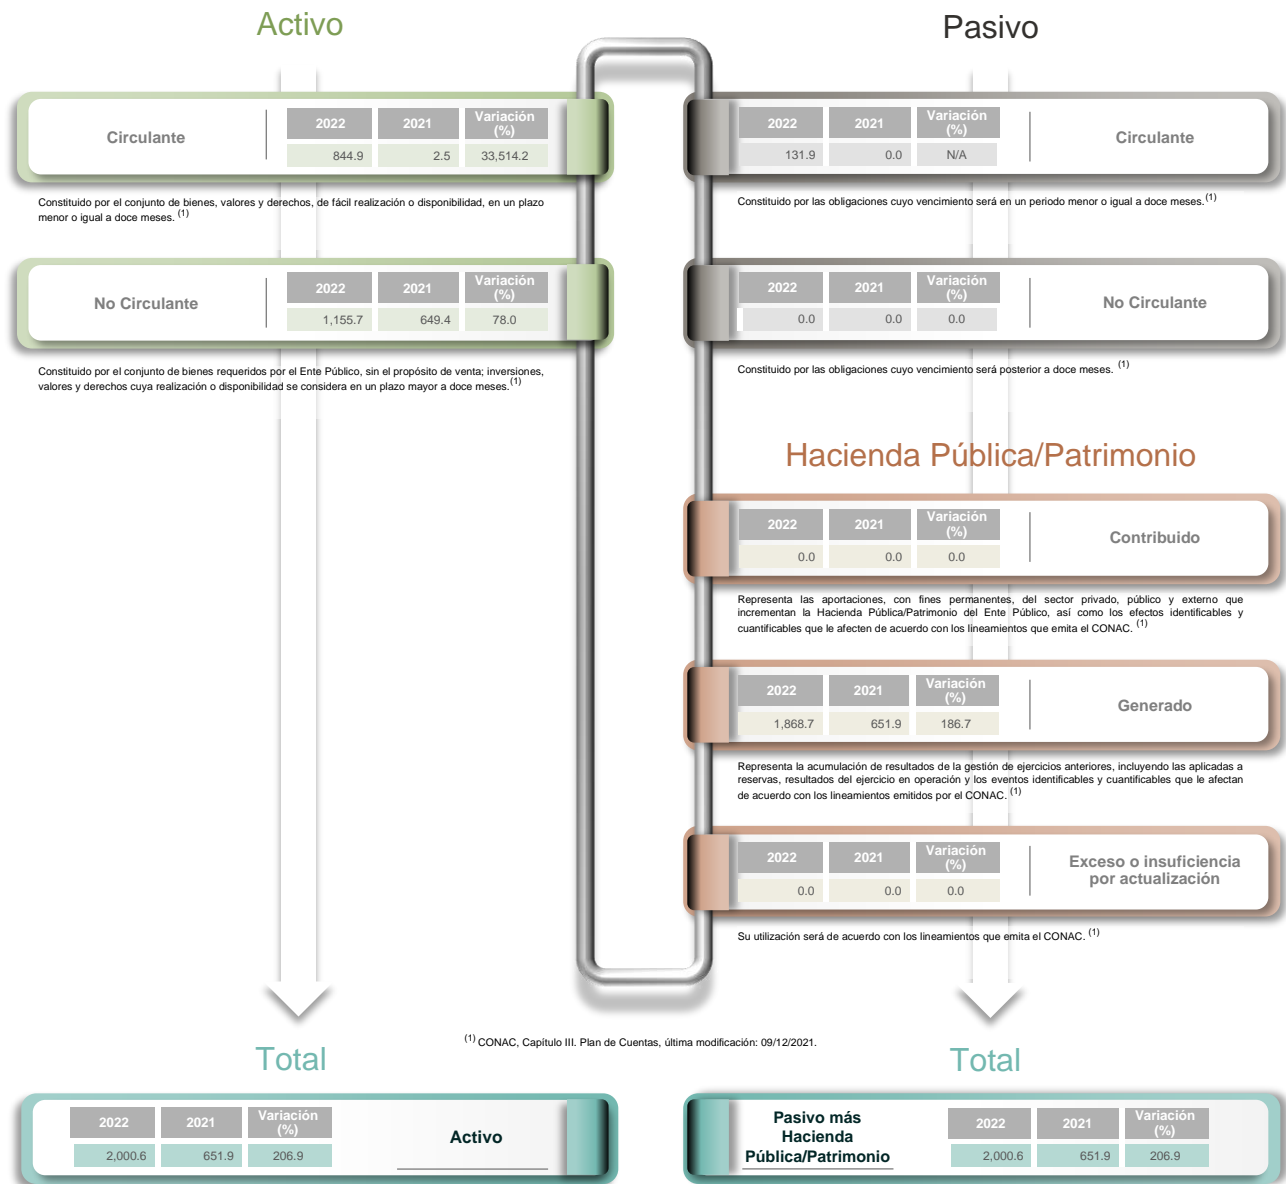 Activo
Circulante
2022 2021 Variación (%)
844.9 2.5 33,514.2
Constituido por el conjunto de bienes, valores y derechos, de fácil realización o disponibilidad, en un plazo
menor o igual a doce meses. (1)
No Circulante
2022 2021 Variación (%)
1,155.7 649.4 78.0
Constituido por el conjunto de bienes requeridos por el Ente Público, sin el propósito de venta; inversiones,
valores y derechos cuya realización o disponibilidad se considera en un plazo mayor a doce meses.(1)
Pasivo
2022 2021 Variación (%)
131.9 0.0 N/A
Circulante
Constituido por las obligaciones cuyo vencimiento será en un periodo menor o igual a doce meses.(1)
2022 2021 Variación (%)
0.0 0.0 0.0
No Circulante
Constituido por las obligaciones cuyo vencimiento será posterior a doce meses. (1)
Hacienda Pública/Patrimonio
2022 2021 Variación (%)
0.0 0.0 0.0
Contribuido
Representa las aportaciones, con fines permanentes, del sector privado, público y externo que
incrementan la Hacienda Pública/Patrimonio del Ente Público, así como los efectos identificables y
cuantificables que le afecten de acuerdo con los lineamientos que emita el CONAC. (1)
2022 2021 Variación (%)
1,868.7 651.9 186.7
Generado
Representa la acumulación de resultados de la gestión de ejercicios anteriores, incluyendo las aplicadas a
reservas, resultados del ejercicio en operación y los eventos identificables y cuantificables que le afectan
de acuerdo con los lineamientos emitidos por el CONAC. (1)
2022 2021 Variación (%)
0.0 0.0 0.0
Exceso o insuficiencia
por actualización
Su utilización será de acuerdo con los lineamientos que emita el CONAC. (1)
(1) CONAC, Capítulo III. Plan de Cuentas, última modificación: 09/12/2021.
Total
2022 2021 Variación (%)
2,000.6 651.9 206.9
Activo
Total
Pasivo más
Hacienda
Pública/Patrimonio
2022 2021 Variación (%)
2,000.6 651.9 206.9